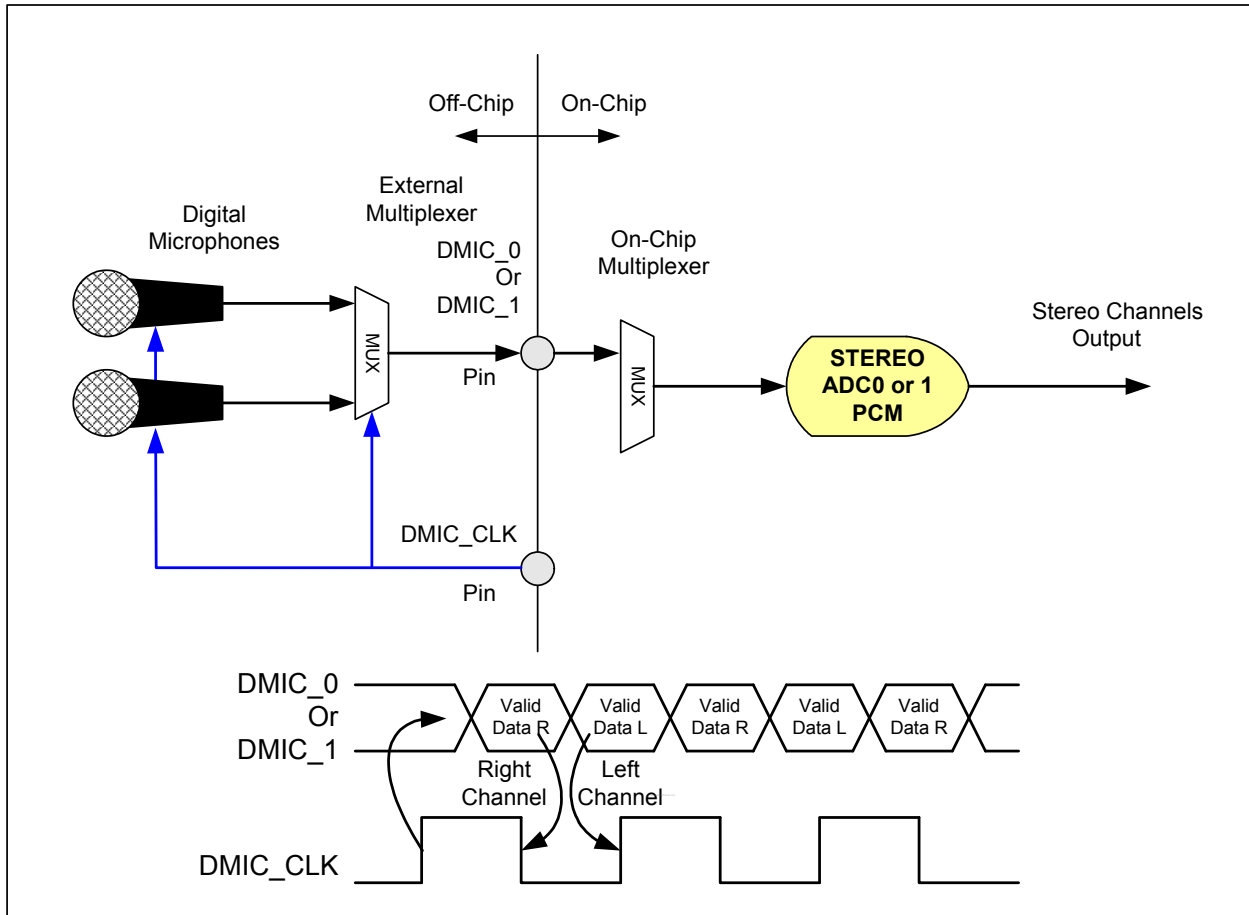 Off-Chip
On-Chip
External
Multiplexer
Digital
Microphones
DMIC_0
Or
DMIC_1
On-Chip
Multiplexer
Stereo Channels
Output
MUX
MUX
STEREO
ADC0 or 1
PCM
Pin
DMIC_CLK
Pin
DMIC_0
Or
DMIC_1
Valid
Data R
Valid
Data L
Valid
Data R
Valid
Data L
Valid
Data R
Right
Channel
Left
Channel
DMIC_CLK